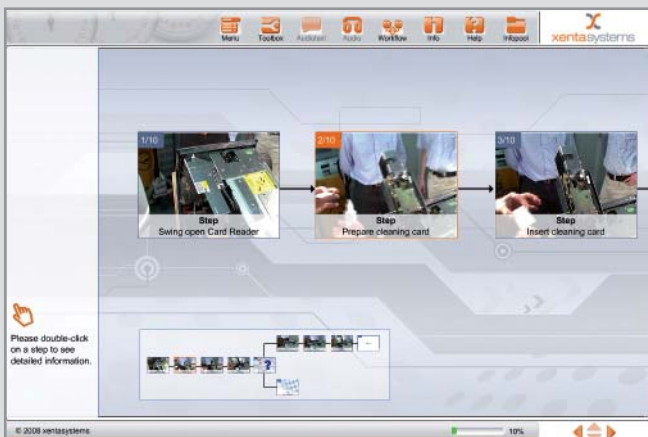 Menu
Toolbox
Audiotext
Audio
Workflow
Info
Help
Infopool
xentasystems
1/10
Step
Swing open Card Reader
2/10
Step
Prepare cleaning card
3/10
Step
Insert cleaning card
Please double-click
on a step to see
detailed information.
?
© 2008 xentasystems
10%